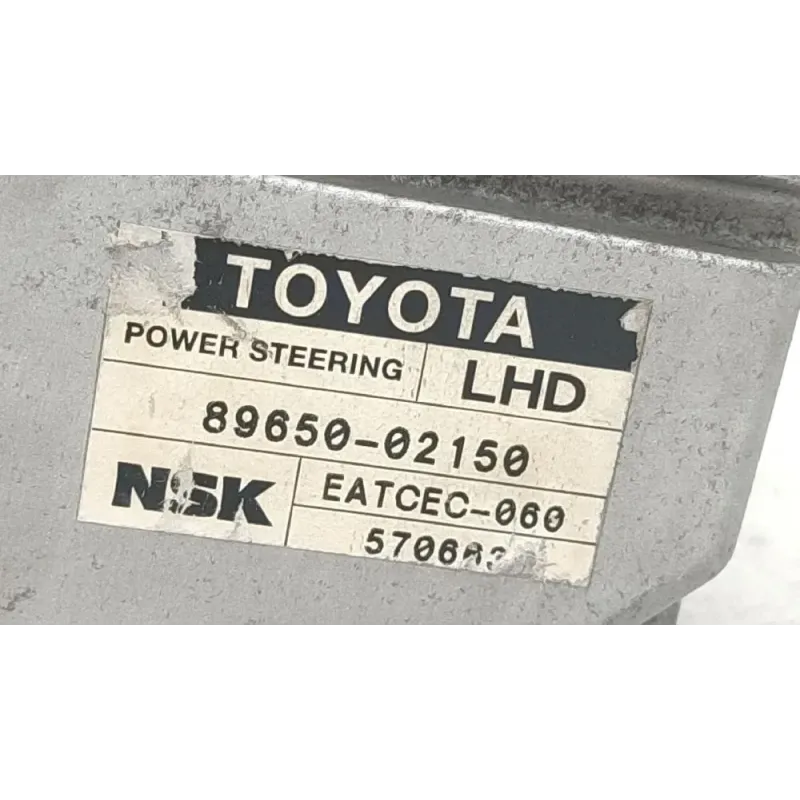 TOYOTA
POWER STEERING LHD
89650-02150
NSK EATCEC-060